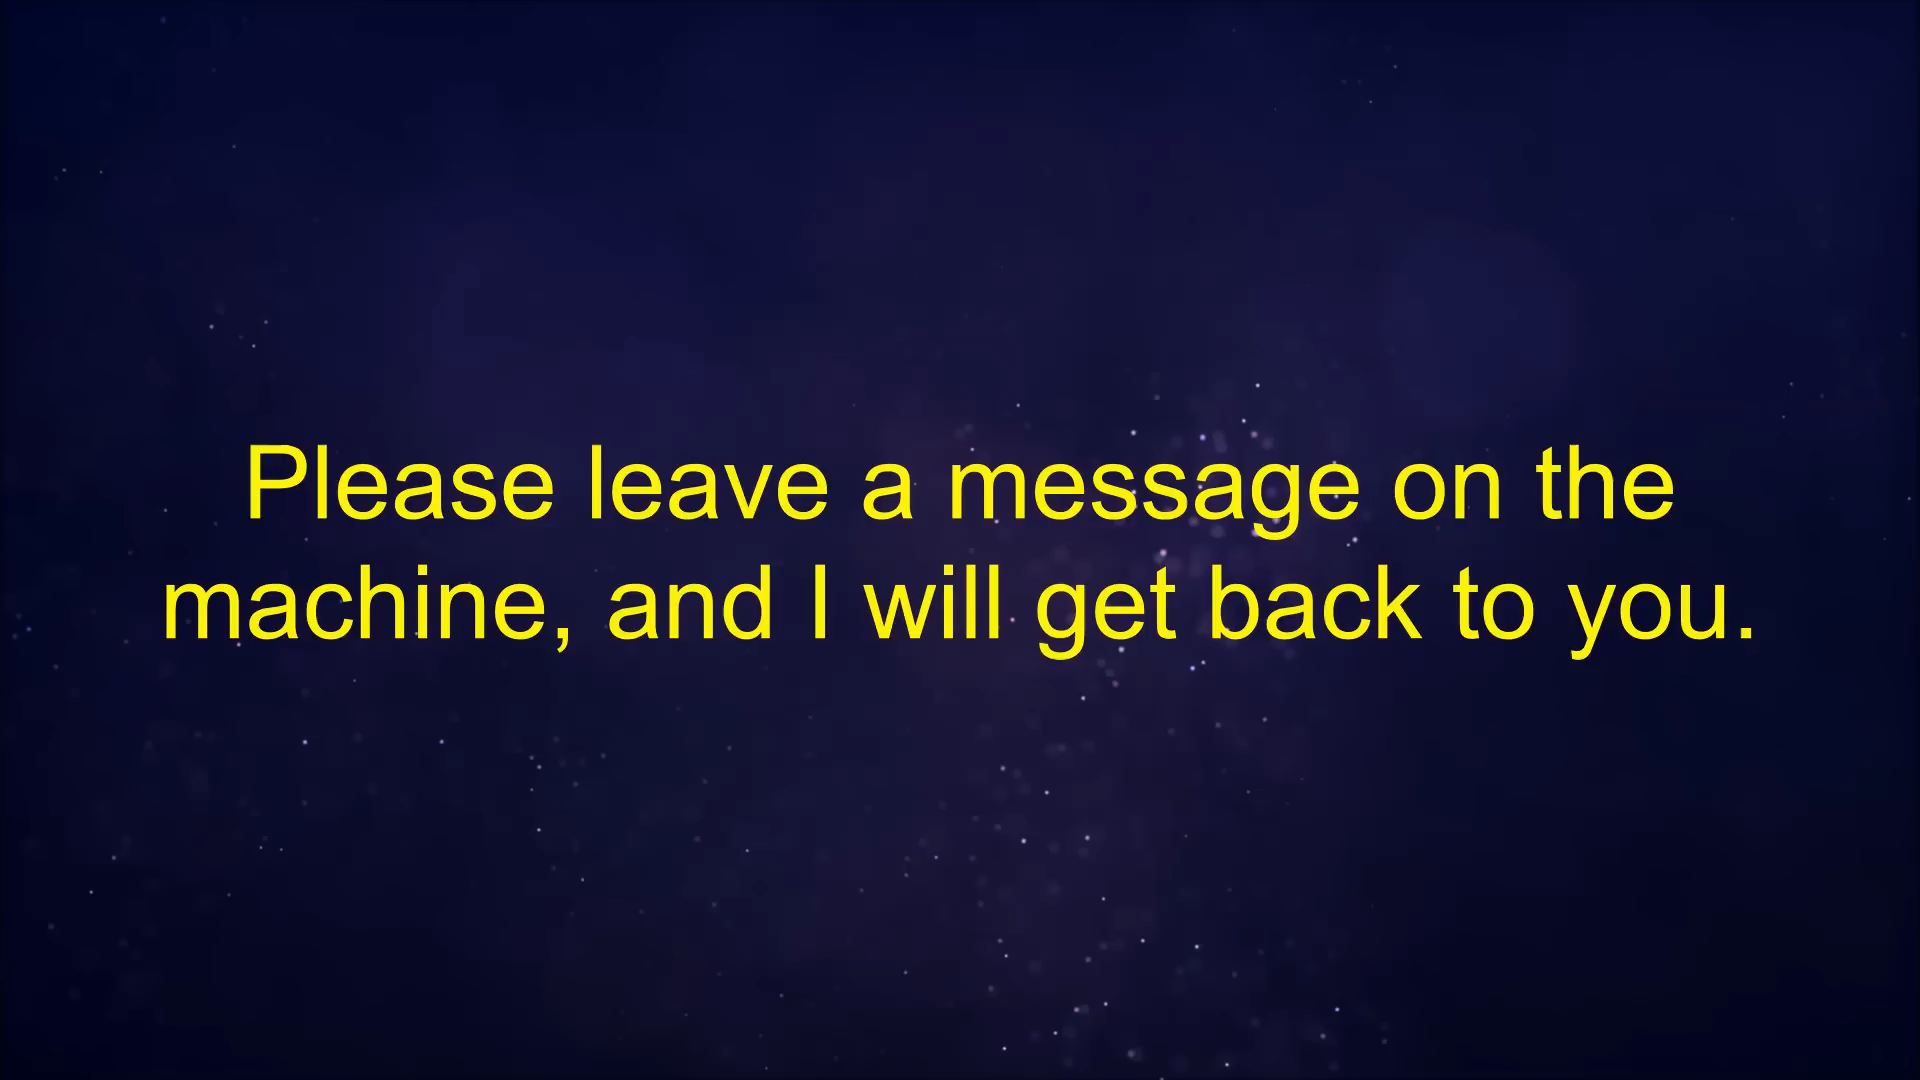 Please leave a message on the
machine, and I will get back to you.